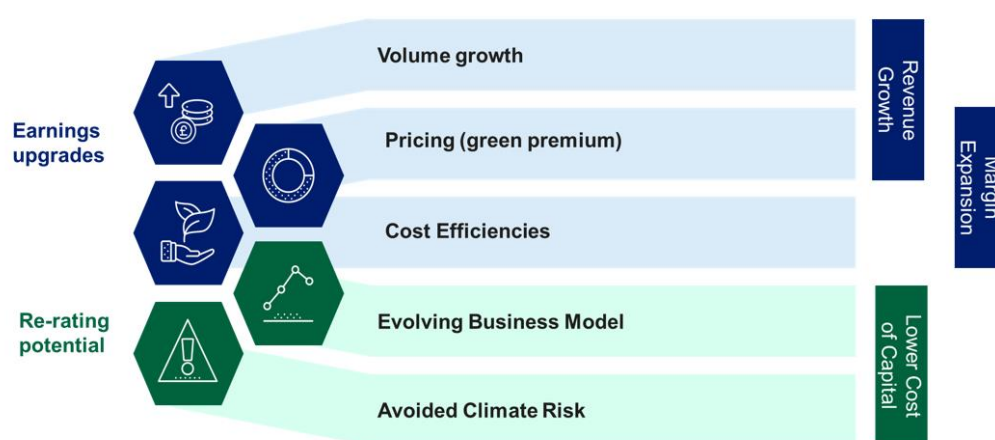 Volume growth
Revenue
Growth
Earnings
upgrades
Pricing (green premium)
Margin
Expansion
Cost Efficiencies
Re-rating
potential
Evolving Business Model
Lower Cost
of Capital
Avoided Climate Risk
£